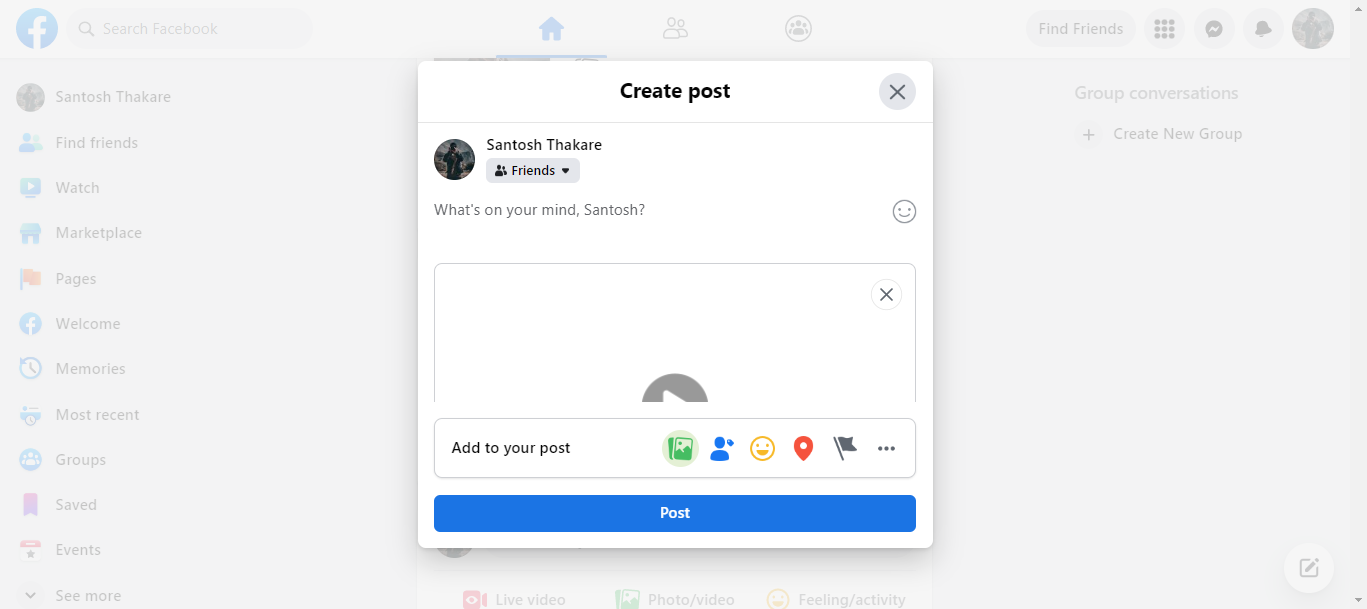 Search Facebook
Find Friends
Santosh Thakare
Find friends
Watch
Marketplace
Pages
Welcome
Memories
Most recent
Groups
Saved
Events
See more
Create post
Santosh Thakare
Friends
What's on your mind, Santosh?
Add to your post
Post
Live video
Photo/video
Feeling/activity
Group conversations
Create New Group